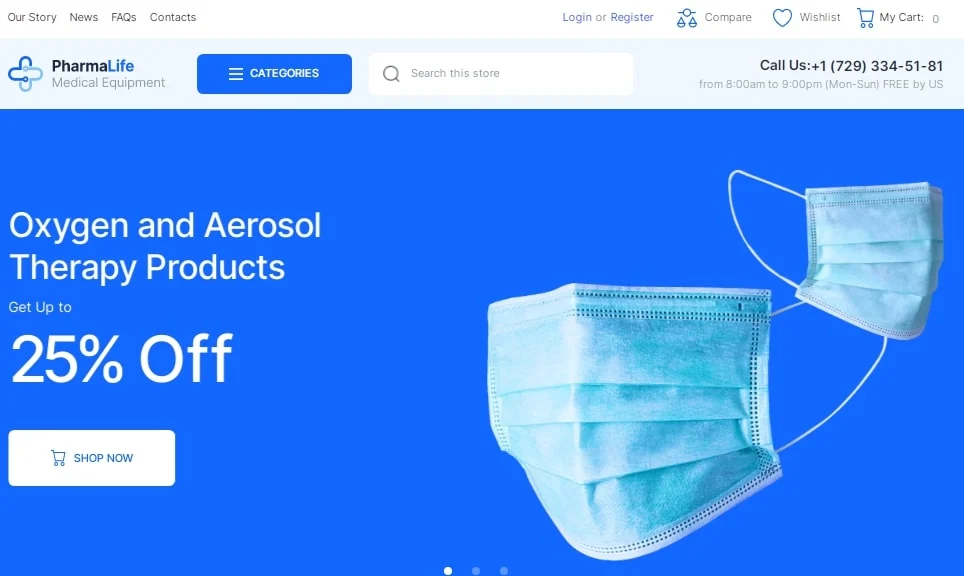 Our Story News FAQs Contacts
Login or Register Compare Wishlist My Cart: 0
PharmaLife
Medical Equipment
CATEGORIES
Search this store
Call Us:+1 (729) 334-51-81
from 8:00am to 9:00pm (Mon-Sun) FREE by US
Oxygen and Aerosol
Therapy Products
Get Up to
25% Off
SHOP NOW